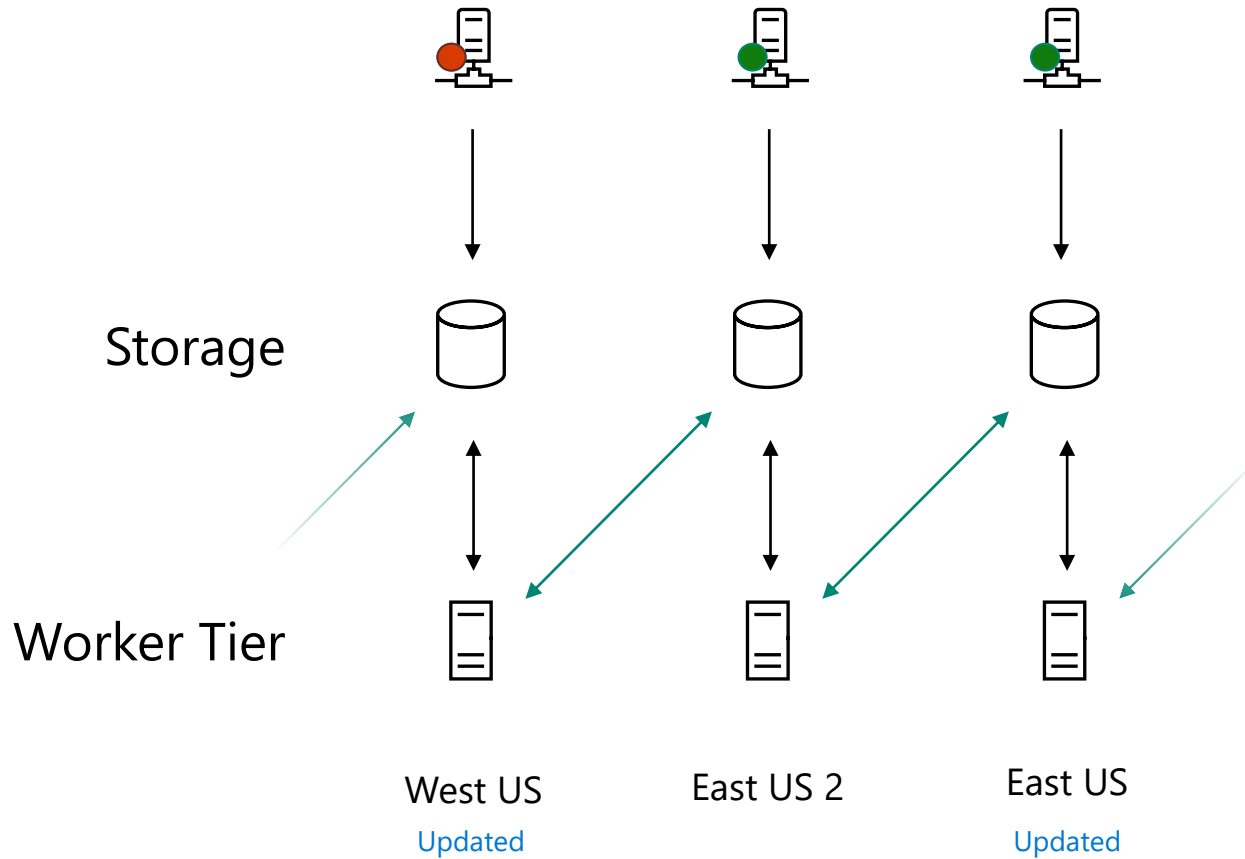 Storage
Worker Tier
West US
East US 2
East US
Updated
Updated